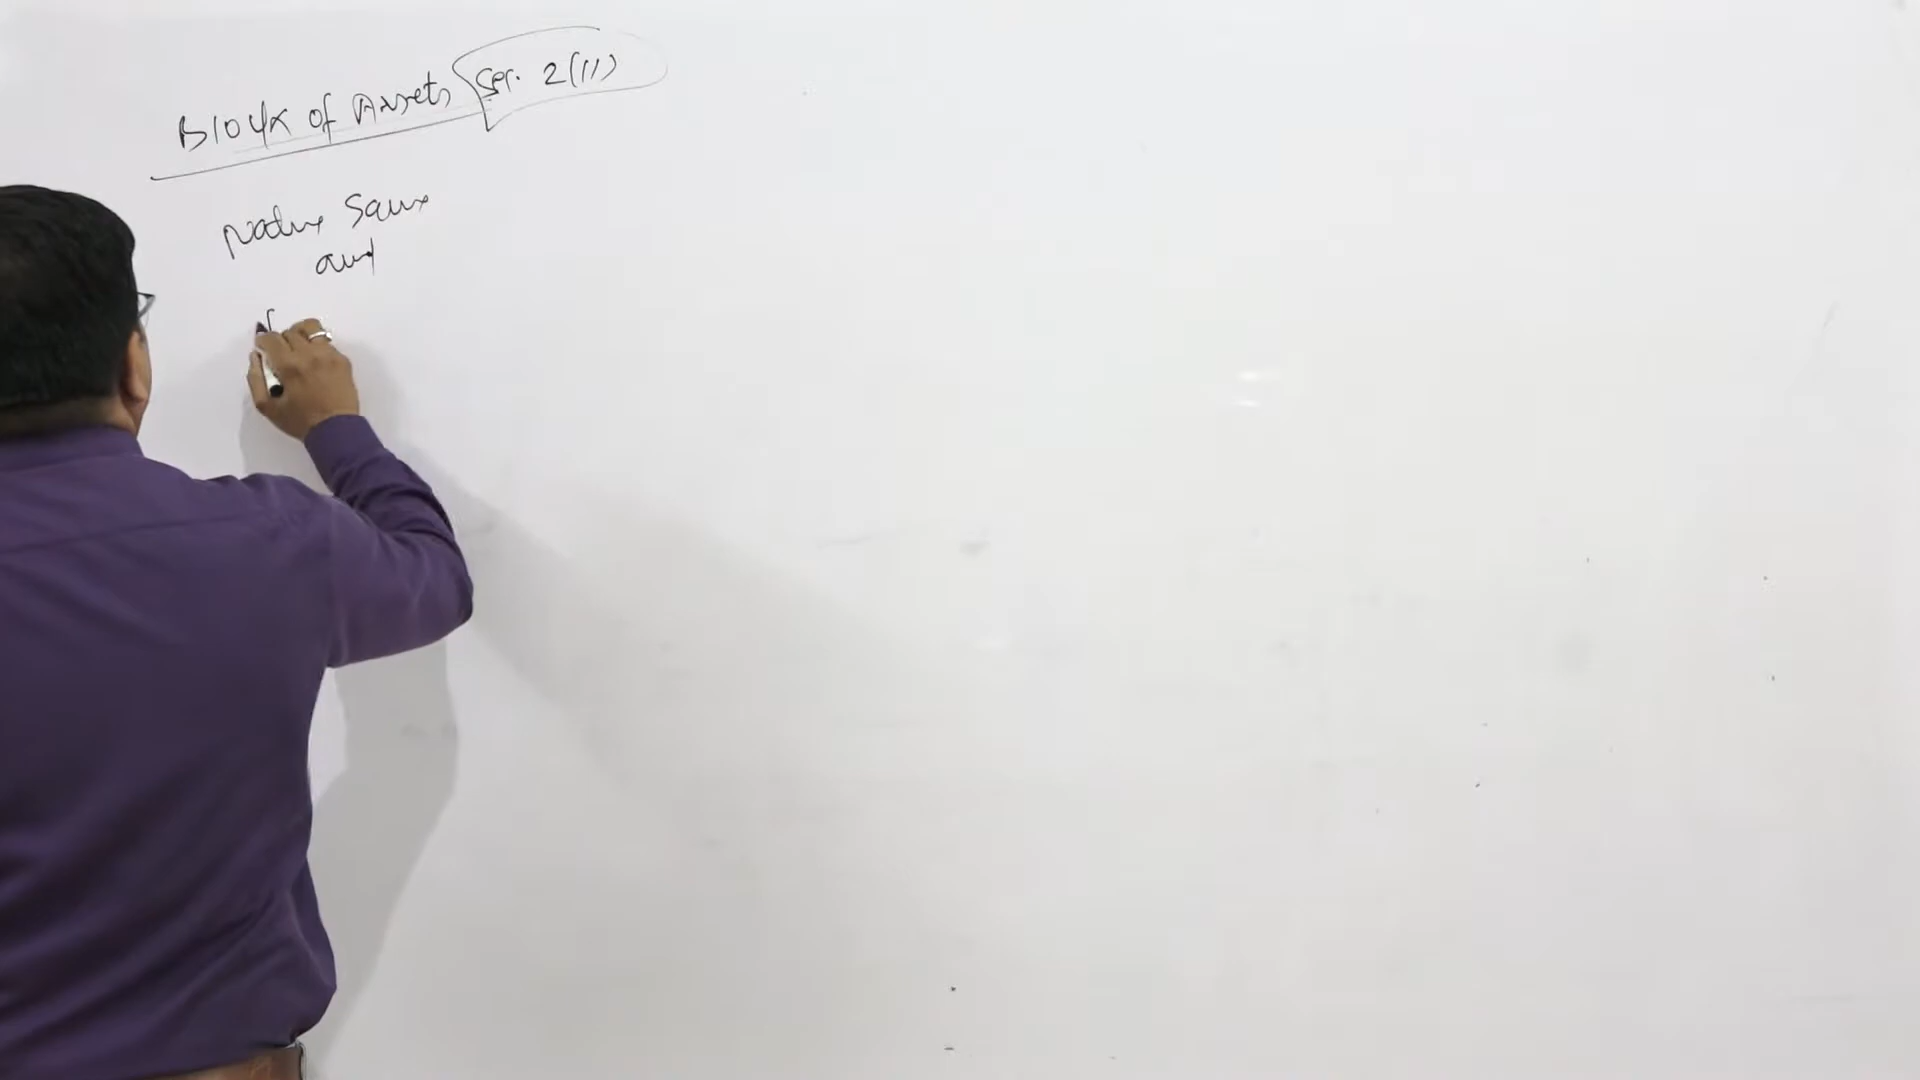 Block of Assets Sec. 2(11)
Nature Same
and